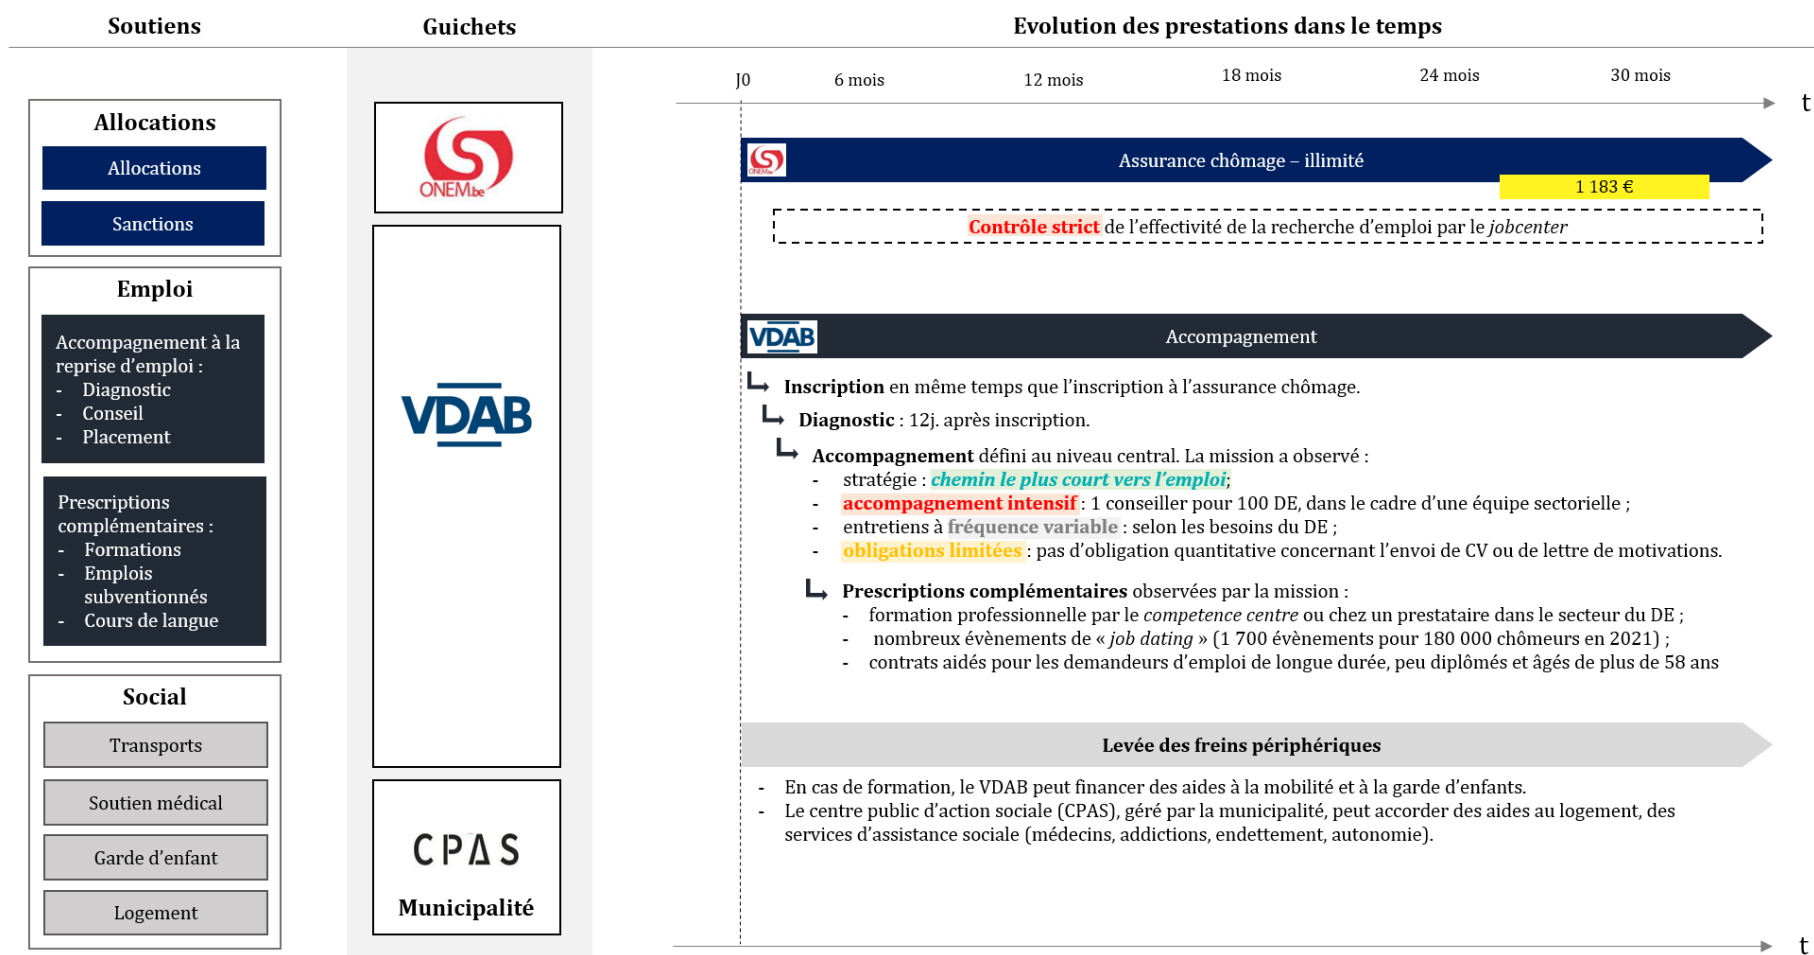 Soutiens
Guichets
Evolution des prestations dans le temps
J0
6 mois
12 mois
18 mois
24 mois
30 mois
t
Allocations
Allocations
Sanctions
Emploi
Accompagnement à la
reprise d'emploi :
- Diagnostic
- Conseil
- Placement
Prescriptions
complémentaires :
- Formations
- Emplois
subventionnés
- Cours de langue
Social
Transports
Soutien médical
Garde d'enfant
Logement
ONEM.be
VDAB
CPAS
Municipalité
Assurance chômage – illimité
1 183 €
Contrôle strict de l'effectivité de la recherche d'emploi par le jobcenter
VDAB
Accompagnement
Inscription en même temps que l'inscription à l'assurance chômage.
Diagnostic : 12j. après inscription.
Accompagnement défini au niveau central. La mission a observé :
- stratégie : chemin le plus court vers l'emploi;
- accompagnement intensif : 1 conseiller pour 100 DE, dans le cadre d'une équipe sectorielle ;
- entretiens à fréquence variable : selon les besoins du DE ;
- obligations limitées : pas d'obligation quantitative concernant l'envoi de CV ou de lettre de motivations.
Prescriptions complémentaires observées par la mission :
- formation professionnelle par le competence centre ou chez un prestataire dans le secteur du DE ;
- nombreux évènements de « job dating » (1 700 évènements pour 180 000 chômeurs en 2021) ;
- contrats aidés pour les demandeurs d'emploi de longue durée, peu diplômés et âgés de plus de 58 ans
Levée des freins périphériques
- En cas de formation, le VDAB peut financer des aides à la mobilité et à la garde d'enfants.
- Le centre public d'action sociale (CPAS), géré par la municipalité, peut accorder des aides au logement, des
services d'assistance sociale (médecins, addictions, endettement, autonomie).
t